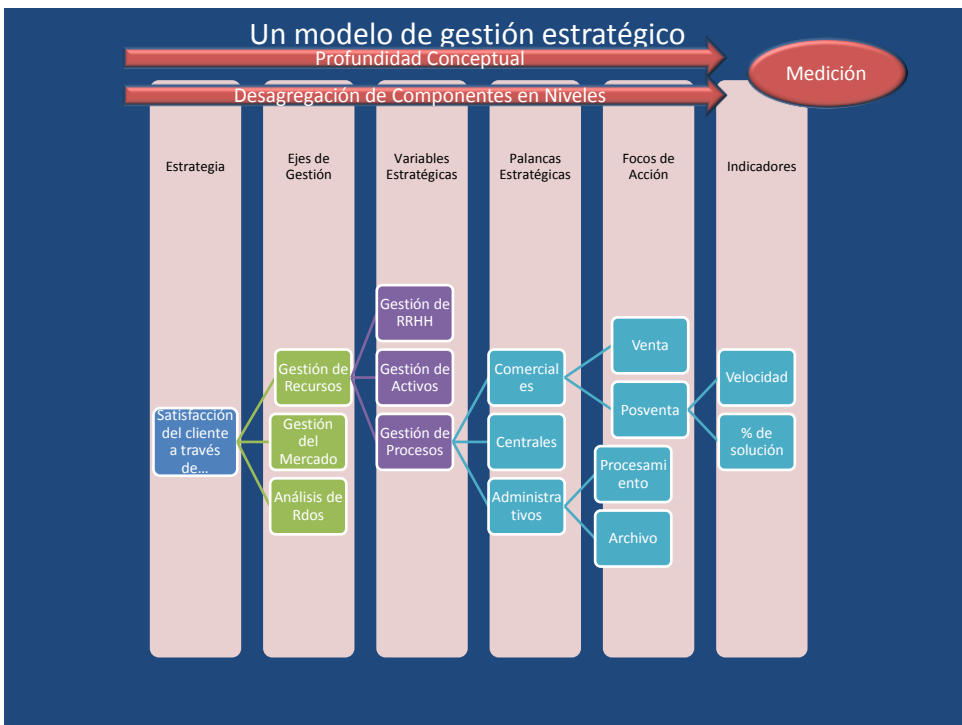 Un modelo de gestión estratégico
Profundidad Conceptual
Medición
Desagregación de Componentes en Niveles
Estrategia
Ejes de
Gestión
Variables
Estratégicas
Palancas
Estratégicas
Focos de
Acción
Indicadores
Satisfacción
del cliente
a través
de…
Gestión de
Recursos
Gestión
del
Mercado
Análisis de
Rdos
Gestión de
RRHH
Gestión de
Activos
Gestión de
Procesos
Comercial
es
Centrales
Administra
tivos
Venta
Posventa
Procesami
ento
Archivo
Velocidad
% de
solución